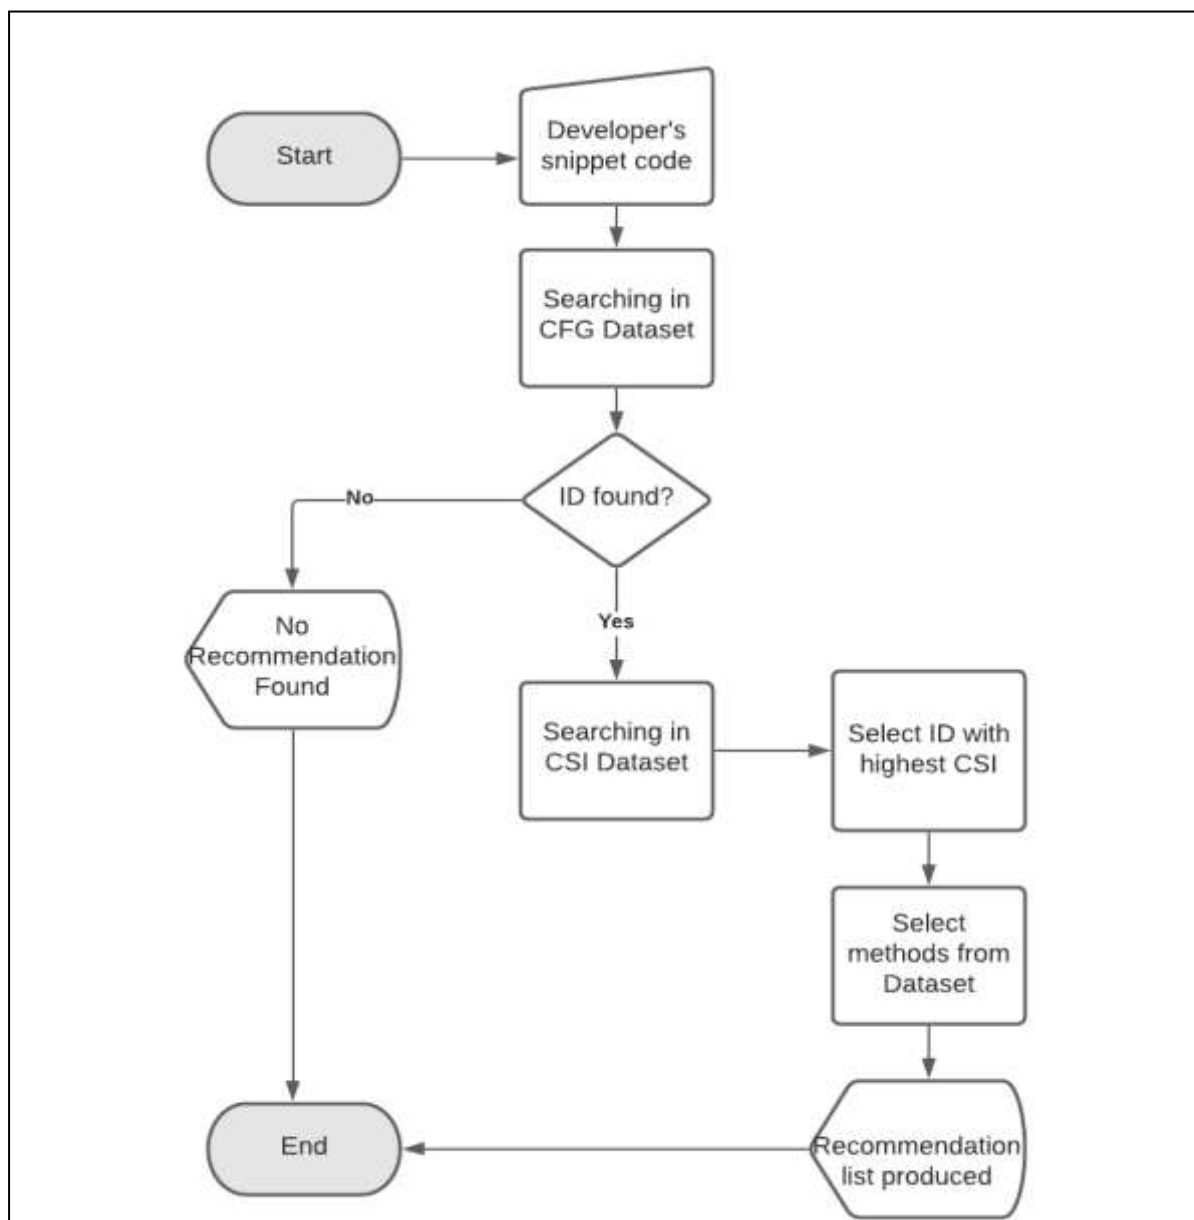 Start
Developer's
snippet code
Searching in
CFG Dataset
ID found?
No
Yes
No
Recommendation
Found
Searching in
CSI Dataset
Select ID with
highest CSI
Select
methods from
Dataset
Recommendation
list produced
End